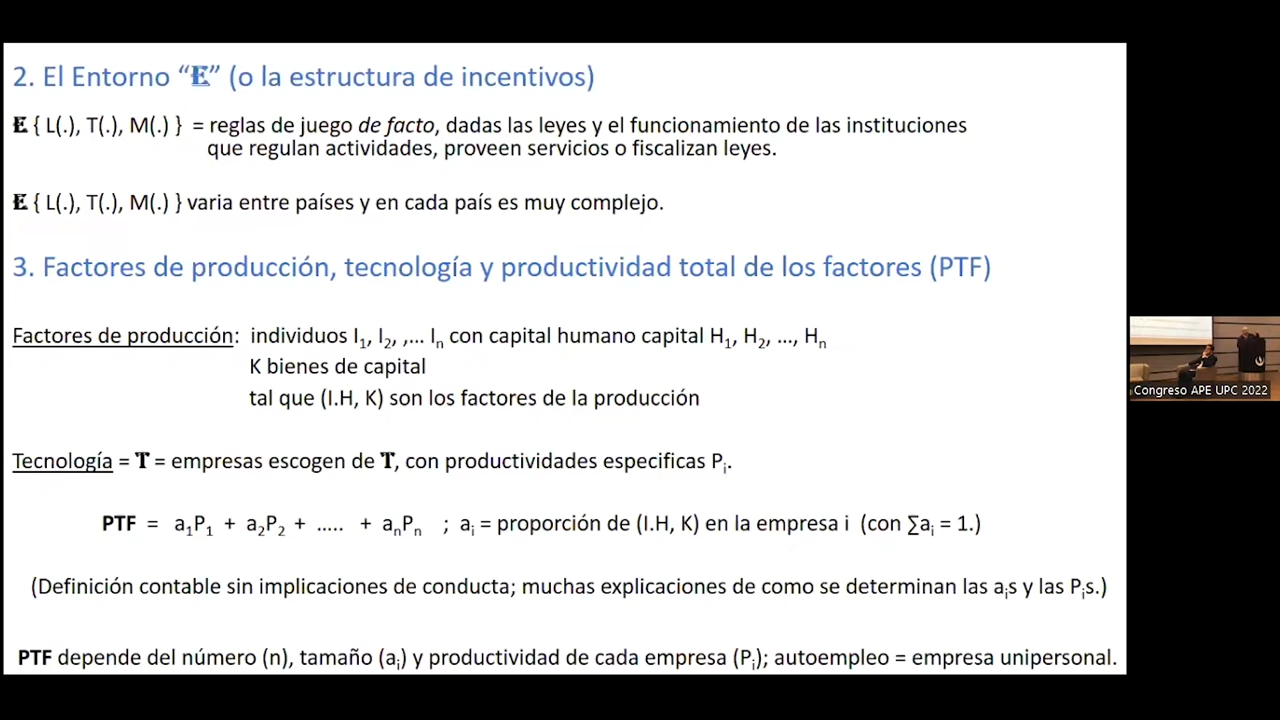 2. El Entorno “E” (o la estructura de incentivos)
E { L(.), T(.), M(.) } = reglas de juego de facto, dadas las leyes y el funcionamiento de las instituciones
que regulan actividades, proveen servicios o fiscalizan leyes.
E { L(.), T(.), M(.) } varia entre países y en cada país es muy complejo.
3. Factores de producción, tecnología y productividad total de los factores (PTF)
Factores de producción: individuos I₁, I₂, ,... Iₙ con capital humano capital H₁, H₂, ..., Hₙ
K bienes de capital
tal que (I.H, K) son los factores de la producción
Tecnología = T = empresas escogen de T, con productividades especificas Pᵢ.
PTF = a₁P₁ + a₂P₂ + ..... + aₙPₙ ; aᵢ = proporción de (I.H, K) en la empresa i (con ∑aᵢ = 1.)
(Definición contable sin implicaciones de conducta; muchas explicaciones de como se determinan las aᵢs y las Pᵢs.)
PTF depende del número (n), tamaño (aᵢ) y productividad de cada empresa (Pᵢ); autoempleo = empresa unipersonal.
Congreso APE UPC 2022